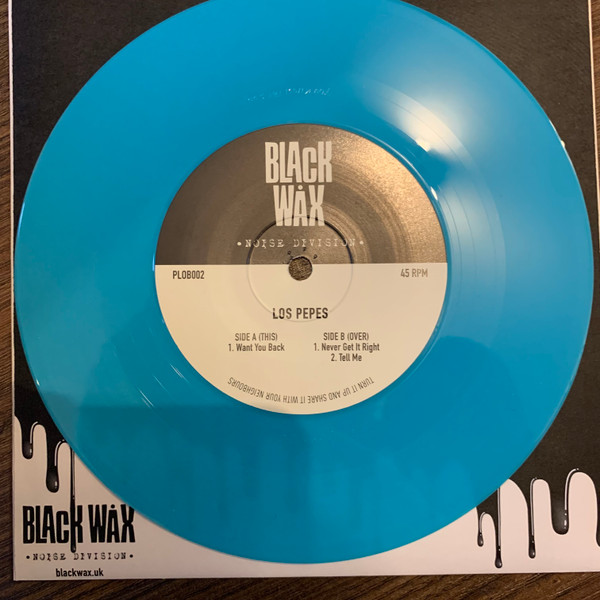 BLACK
WAX
• NOISE DIVISION •
PLOB002
45 RPM
LOS PEPES
SIDE A (THIS)
1. Want You Back
SIDE B (OVER)
1. Never Get It Right
2. Tell Me
TURN IT UP AND SHARE IT WITH YOUR NEIGHBOURS
BLACK WAX
• NOISE DIVISION •
blackwax.uk